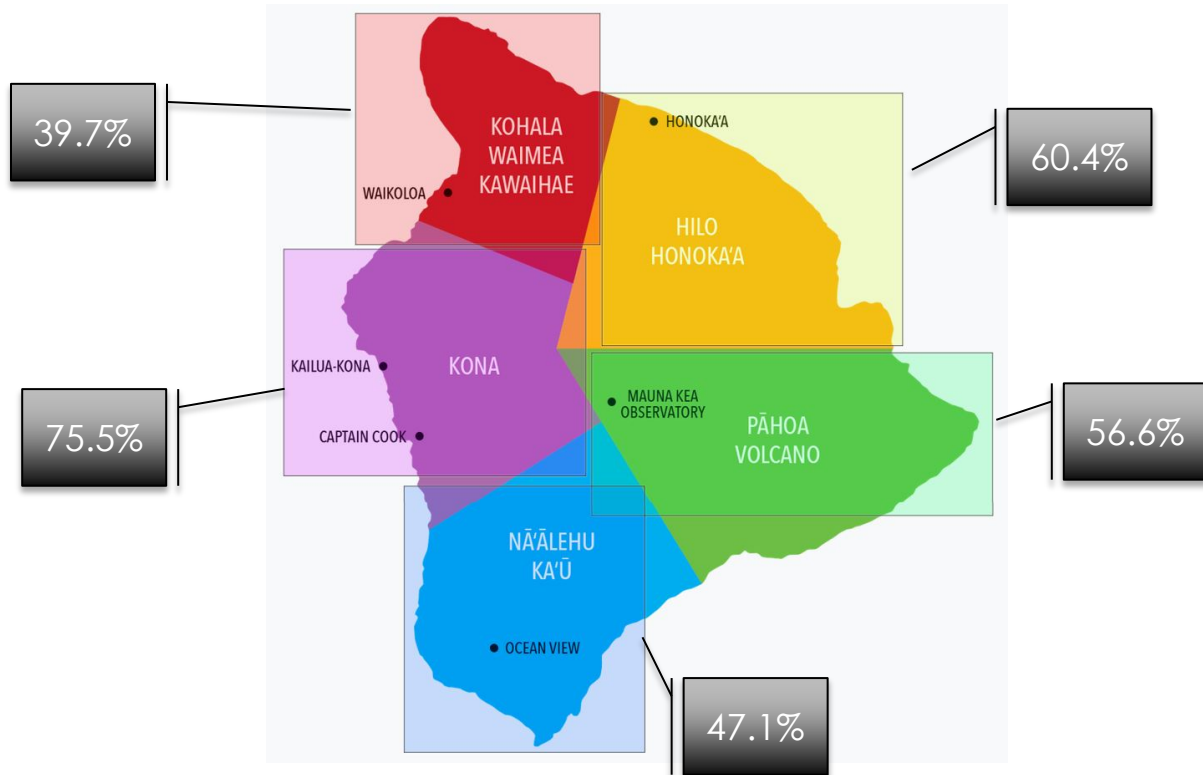 39.7%
KOHALA
WAIMEA
KAWAIHAE
WAIKOLOA
HONOKA‘A
HILO
HONOKA‘A
60.4%
KAILUA-KONA
KONA
CAPTAIN COOK
75.5%
MAUNA KEA
OBSERVATORY
PĀHOA
VOLCANO
56.6%
NĀ‘ĀLEHU
KA‘Ū
OCEAN VIEW
47.1%